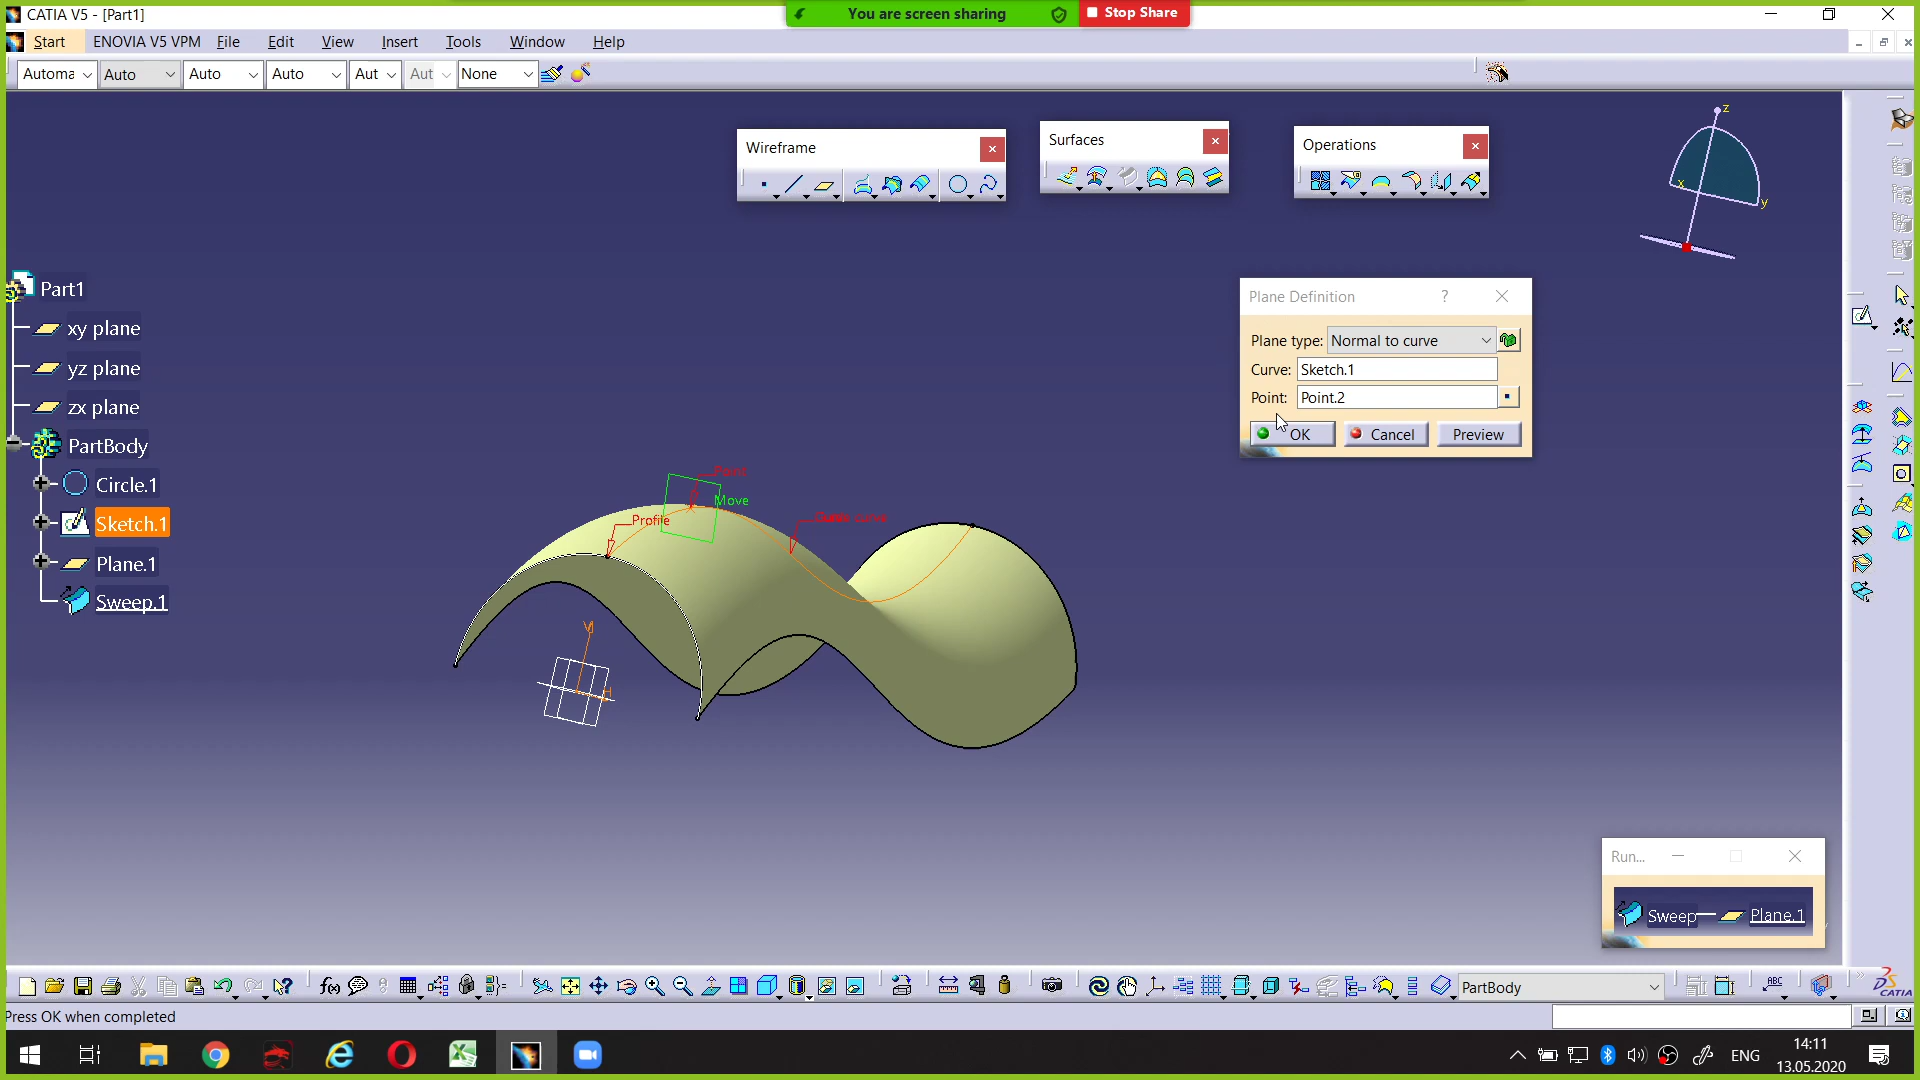 CATIA V5 - [Part1]
You are screen sharing
Stop Share
Start ENOVIA V5 VPM File Edit View Insert Tools Window Help
Automa Auto Auto Auto Aut Aut None
z
x
y
Wireframe
Surfaces
Operations
Part1
xy plane
yz plane
zx plane
PartBody
Circle.1
Sketch.1
Plane.1
Sweep.1
Plane Definition ?
Plane type: Normal to curve
Curve: Sketch.1
Point: Point.2
OK Cancel Preview
Point
Move
Profile
Guide curve
V
H
Run...
Sweep Plane.1
PartBody
ABC
CATIA
Press OK when completed
ENG
14:11
13.05.2020